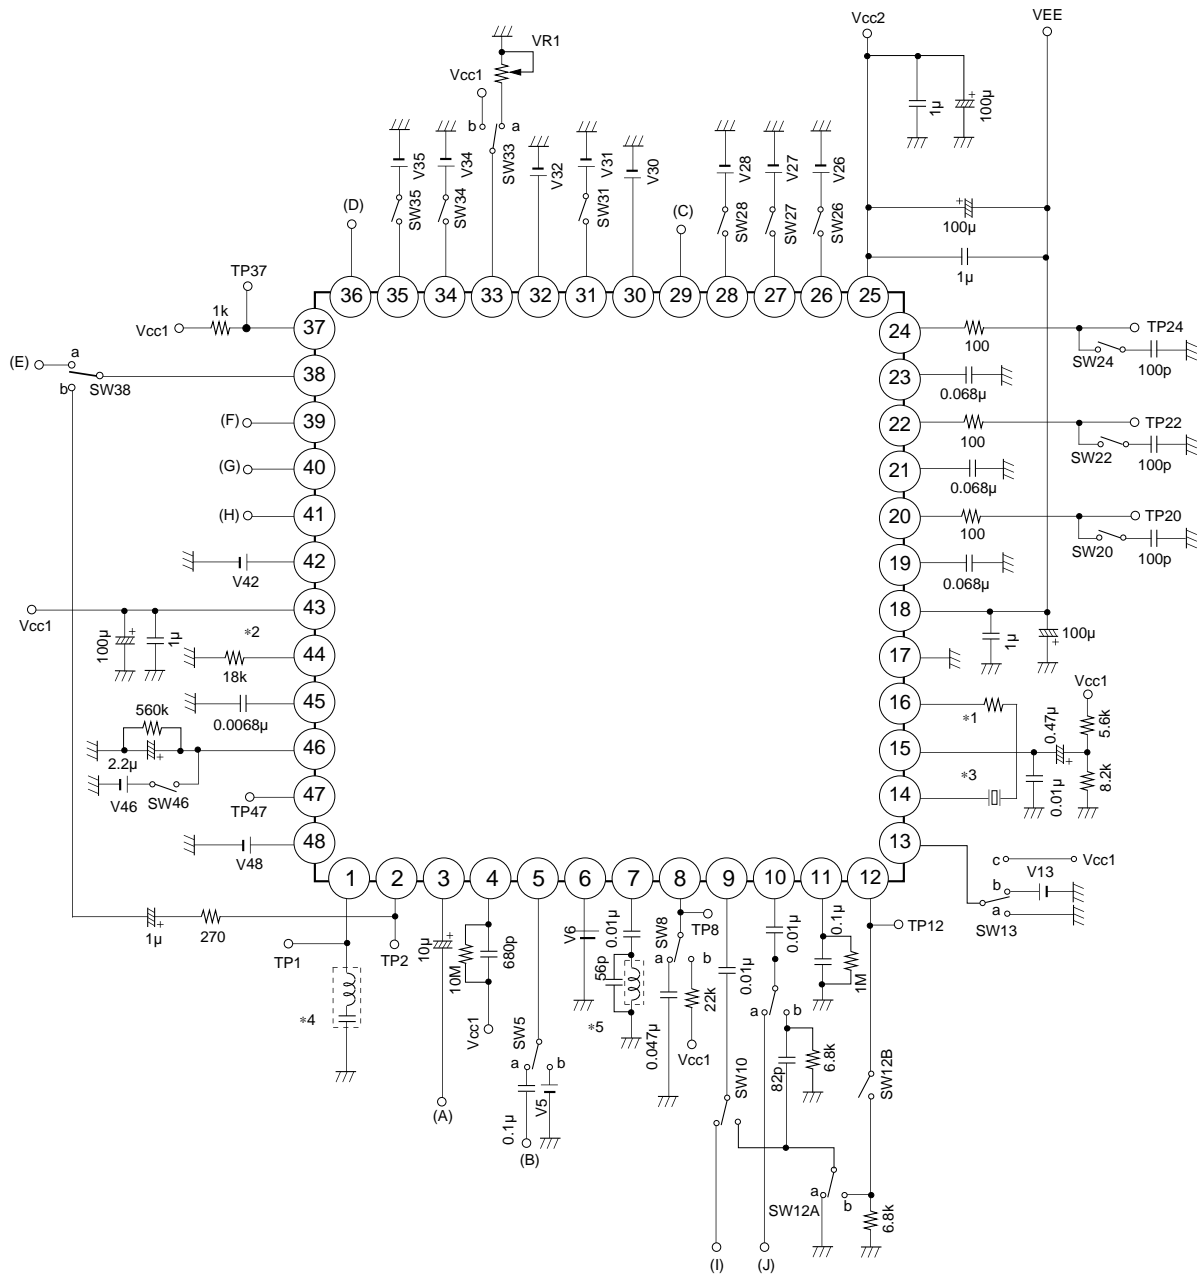 Vcc2
VEE
VR1
Vcc1
b
a
SW33
1µ
100µ
V35
V34
V32
V31
V30
V28
V27
V26
SW35
SW34
SW31
SW28
SW27
SW26
(D)
(C)
100µ
1µ
TP37
1k
Vcc1
36
35
34
33
32
31
30
29
28
27
26
25
37
24
100
TP24
SW24
100p
(E)
a
b
SW38
38
23
0.068µ
(F)
39
22
100
TP22
SW22
100p
(G)
40
21
0.068µ
(H)
41
20
100
TP20
SW20
100p
V42
42
19
0.068µ
Vcc1
100µ
1µ
43
18
1µ
100µ
*2
18k
44
17
0.0068µ
45
16
*1
Vcc1
5.6k
560k
2.2µ
46
15
0.47µ
0.01µ
8.2k
V46
SW46
TP47
47
14
*3
V48
48
13
c
Vcc1
b
V13
a
SW13
1
2
3
4
5
6
7
8
9
10
11
12
1µ
270
TP1
TP2
10µ
10M
680p
Vcc1
V6
0.01µ
56p
*5
SW8
TP8
a
b
0.047µ
22k
Vcc1
0.01µ
0.01µ
0.1µ
1M
TP12
*4
SW5
a
b
0.1µ
V5
(A)
(B)
SW10
a
b
82p
6.8k
SW12B
SW12A
a
b
6.8k
(I)
(J)